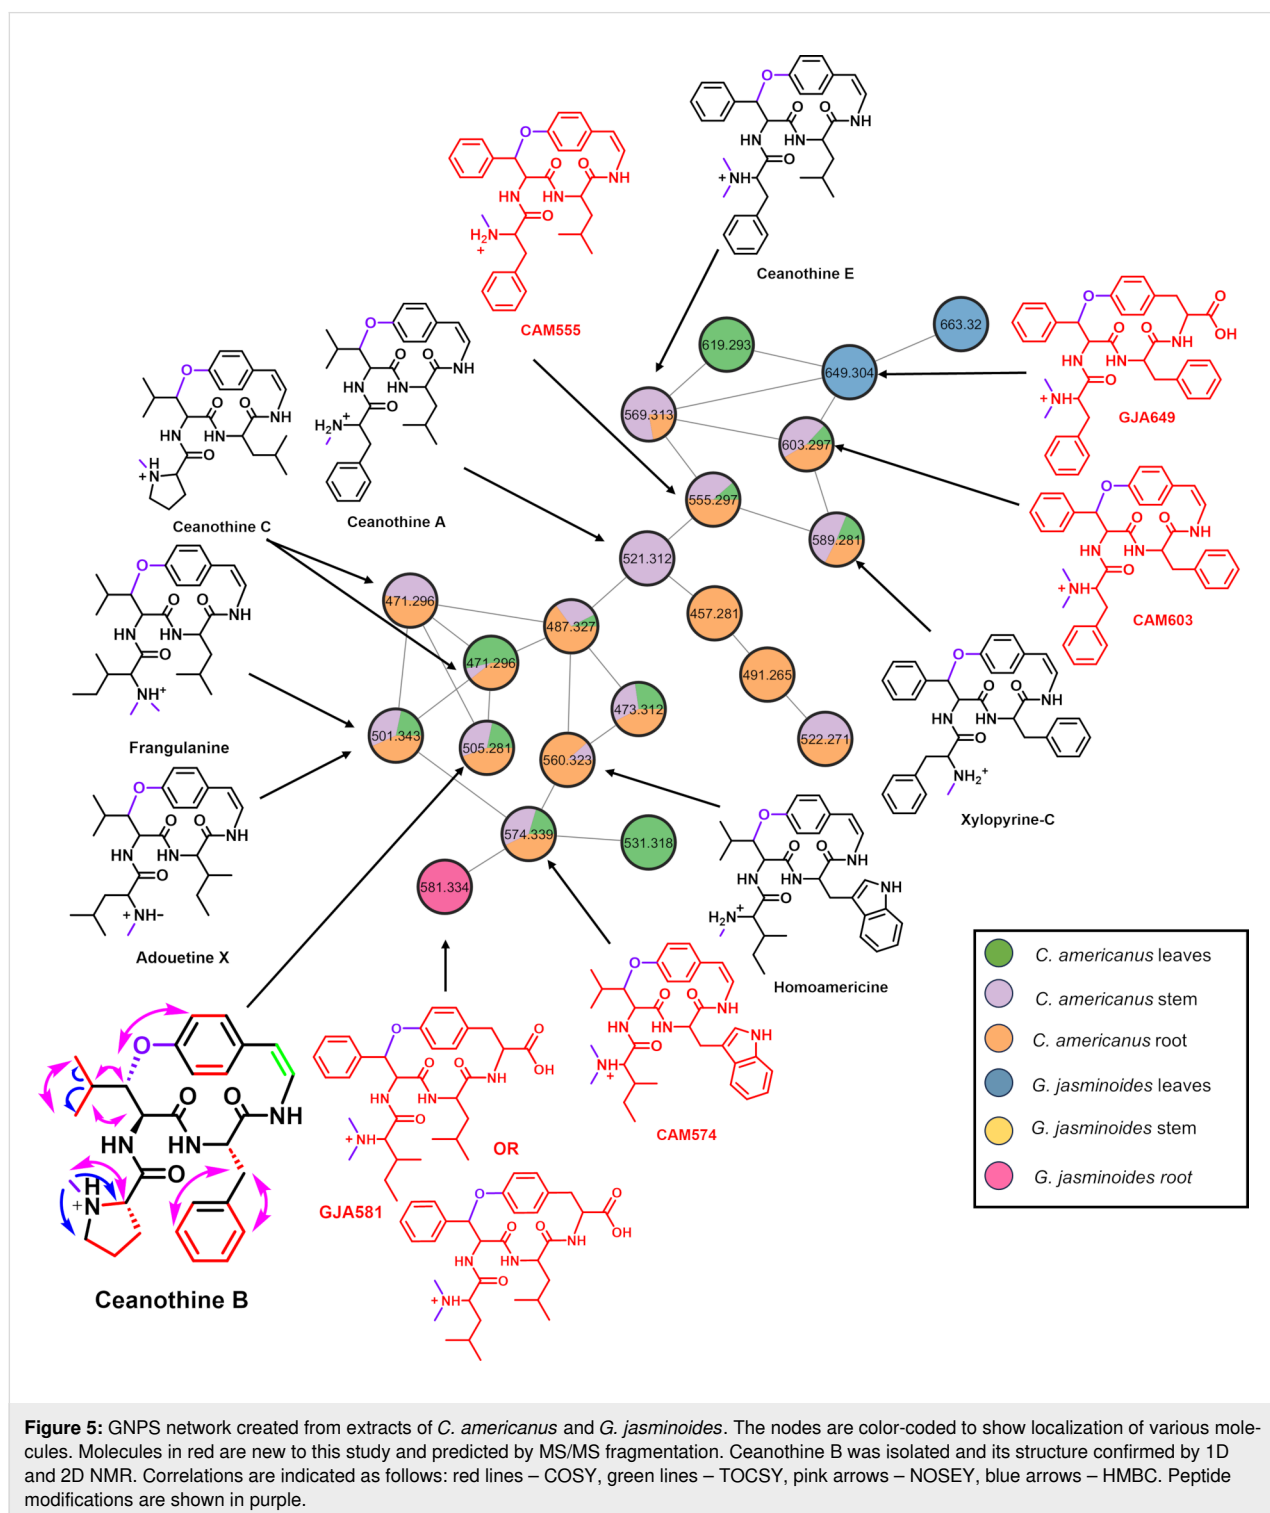 Ceanothine E
CAM555
663.32
619.293
649.304
GJA649
569.313
603.297
Ceanothine C
Ceanothine A
555.297
589.281
CAM603
521.312
471.296
487.327
457.281
471.296
491.265
473.312
501.343
505.281
560.323
522.271
Frangulanine
Xylopyrine-C
574.339
531.318
581.334
Adouetine X
Homoamericine
C. americanus leaves
C. americanus stem
C. americanus root
G. jasminoides leaves
G. jasminoides stem
G. jasminoides root
CAM574
OR
GJA581
Ceanothine B
Figure 5: GNPS network created from extracts of C. americanus and G. jasminoides. The nodes are color-coded to show localization of various mole-
cules. Molecules in red are new to this study and predicted by MS/MS fragmentation. Ceanothine B was isolated and its structure confirmed by 1D
and 2D NMR. Correlations are indicated as follows: red lines – COSY, green lines – TOCSY, pink arrows – NOSEY, blue arrows – HMBC. Peptide
modifications are shown in purple.